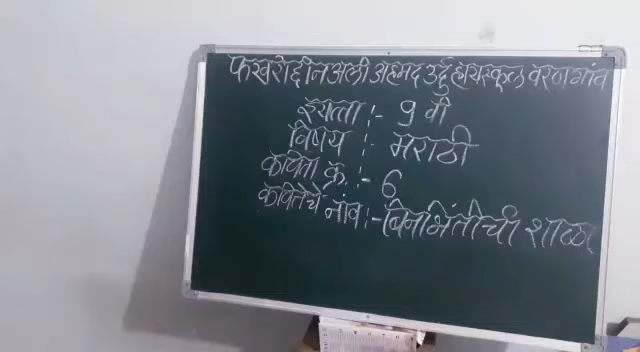 फखरोद्दीन अली अहमद उर्दु हायस्कूल वरणगांव
इयत्ता :- 9 वी
विषय :- मराठी
कविता क्र. :- 6
कवितेचे नांव :- बिनभिंतीची शाळा